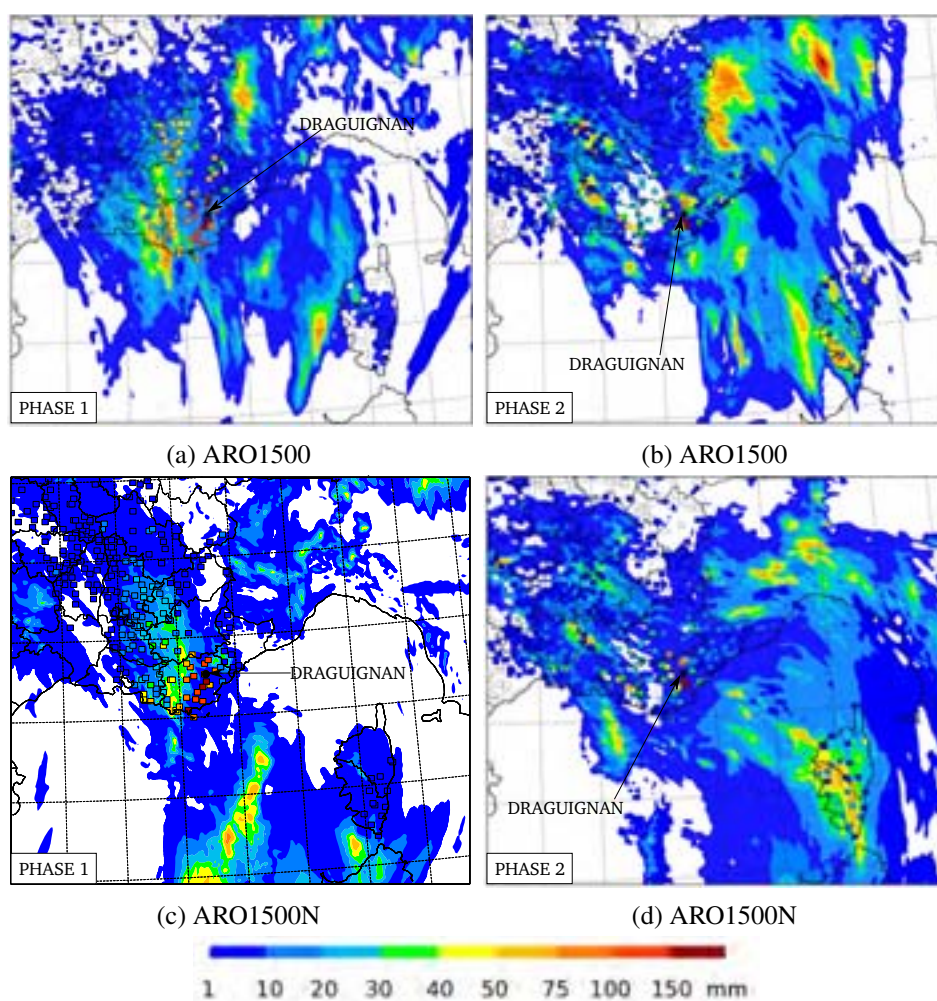 DRAGUIGNAN
DRAGUIGNAN
PHASE 1
PHASE 2
(a) ARO1500
(b) ARO1500
DRAGUIGNAN
DRAGUIGNAN
PHASE 1
PHASE 2
(c) ARO1500N
(d) ARO1500N
1 10 20 30 40 50 75 100 150 mm